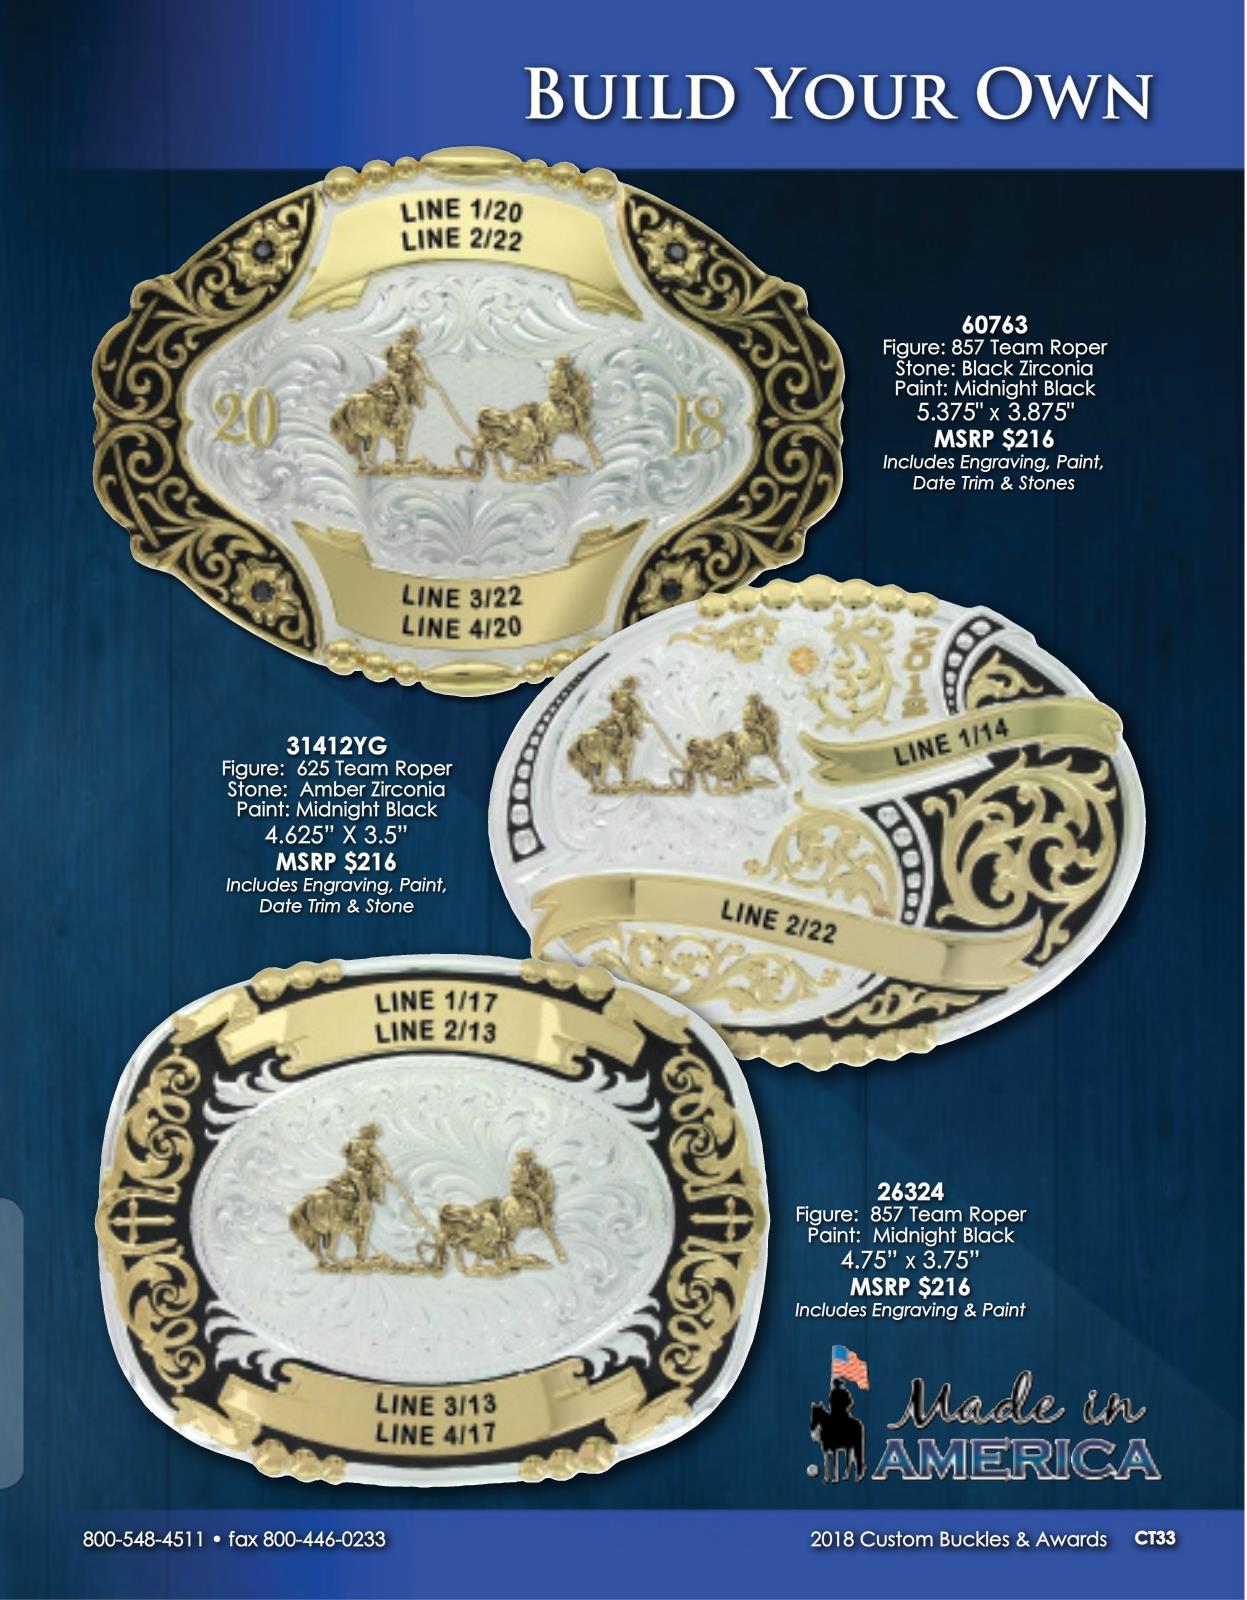 BUILD YOUR OWN
LINE 1/20
LINE 2/22
20 18
LINE 3/22
LINE 4/20
60763
Figure: 857 Team Roper
Stone: Black Zirconia
Paint: Midnight Black
5.375" x 3.875"
MSRP $216
Includes Engraving, Paint,
Date Trim & Stones
2018
LINE 1/14
LINE 2/22
31412YG
Figure:  625 Team Roper
Stone:  Amber Zirconia
Paint: Midnight Black
4.625” X 3.5”
MSRP $216
Includes Engraving, Paint,
Date Trim & Stone
LINE 1/17
LINE 2/13
LINE 3/13
LINE 4/17
26324
Figure:  857 Team Roper
Paint:  Midnight Black
4.75” x 3.75”
MSRP $216
Includes Engraving & Paint
Made in
AMERICA
800-548-4511 • fax 800-446-0233
2018 Custom Buckles & Awards CT33